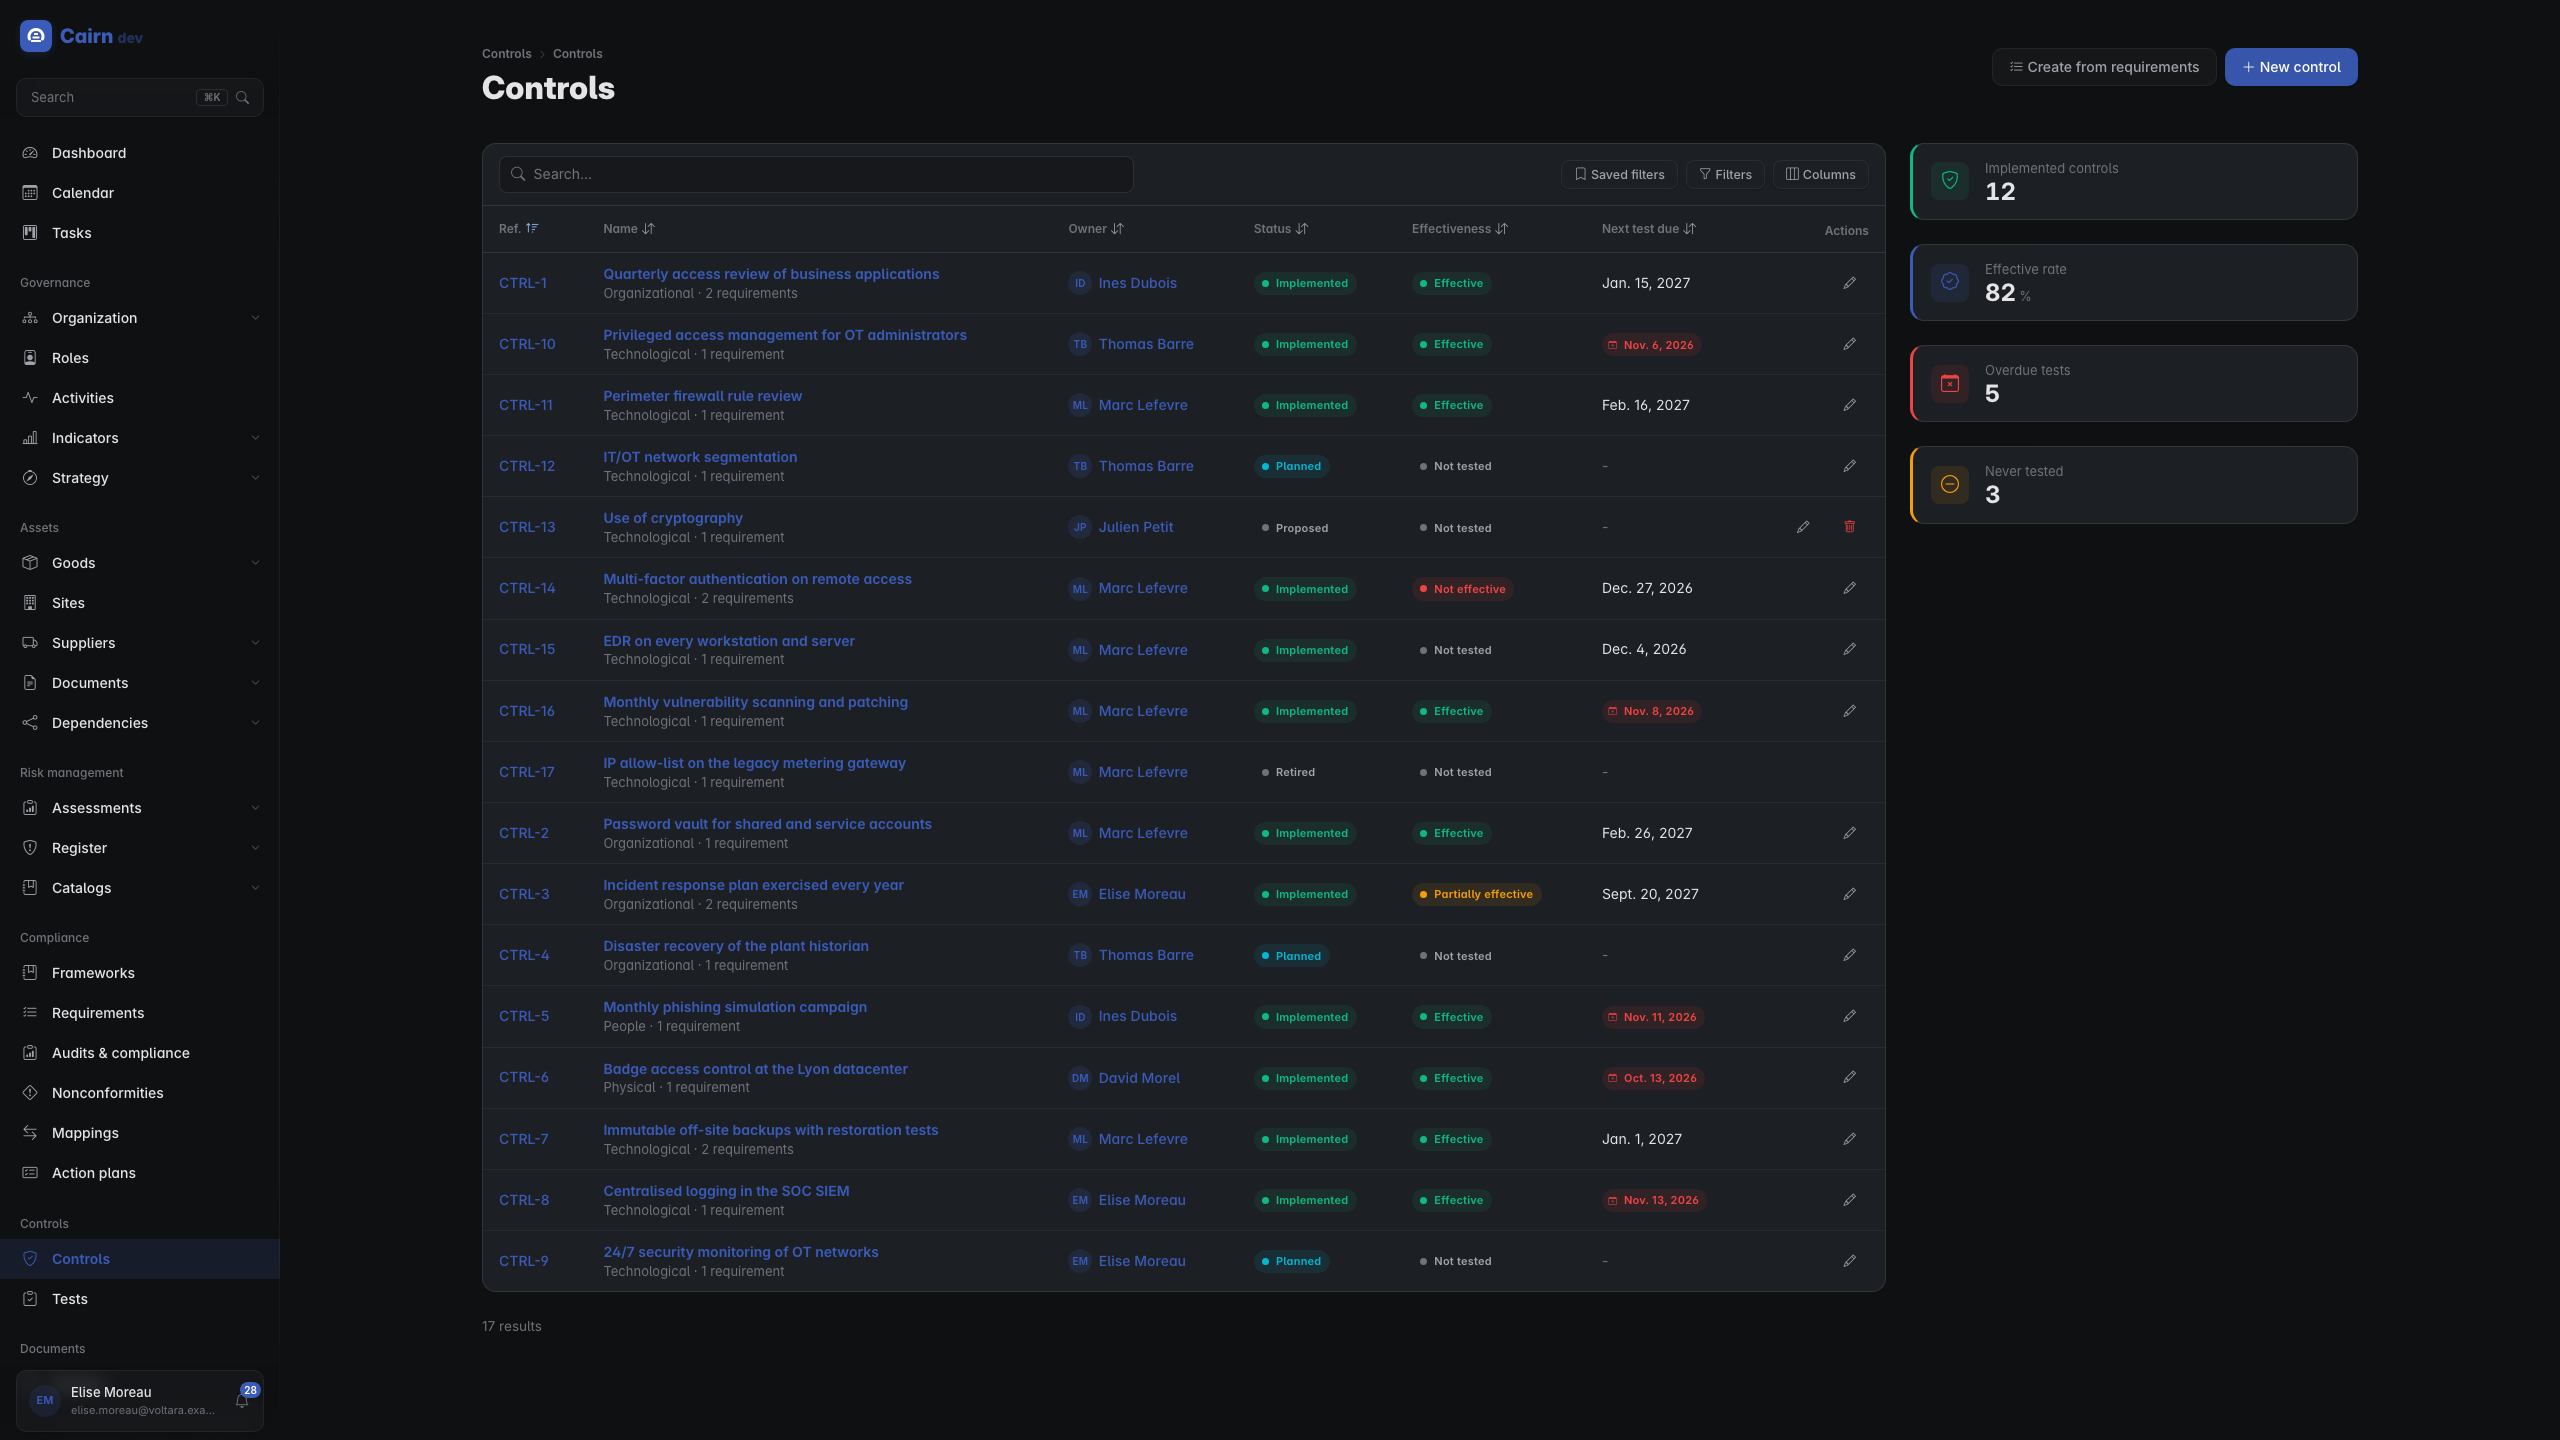 Cairn dev
Search ⌘K
Dashboard
Calendar
Tasks
Governance
Organization
Roles
Activities
Indicators
Strategy
Assets
Goods
Sites
Suppliers
Documents
Dependencies
Risk management
Assessments
Register
Catalogs
Compliance
Frameworks
Requirements
Audits & compliance
Nonconformities
Mappings
Action plans
Controls
Controls
Tests
Documents
EM Elise Moreau 28
elise.moreau@voltara.exa...
Controls > Controls
Controls
Create from requirements
+ New control
Search...
Saved filters Filters Columns
Ref. Name Owner Status Effectiveness Next test due Actions
CTRL-1 Quarterly access review of business applications ID Ines Dubois Implemented Effective Jan. 15, 2027
Organizational · 2 requirements
CTRL-10 Privileged access management for OT administrators TB Thomas Barre Implemented Effective Nov. 6, 2026
Technological · 1 requirement
CTRL-11 Perimeter firewall rule review ML Marc Lefevre Implemented Effective Feb. 16, 2027
Technological · 1 requirement
CTRL-12 IT/OT network segmentation TB Thomas Barre Planned Not tested -
Technological · 1 requirement
CTRL-13 Use of cryptography JP Julien Petit Proposed Not tested -
Technological · 1 requirement
CTRL-14 Multi-factor authentication on remote access ML Marc Lefevre Implemented Not effective Dec. 27, 2026
Technological · 2 requirements
CTRL-15 EDR on every workstation and server ML Marc Lefevre Implemented Not tested Dec. 4, 2026
Technological · 1 requirement
CTRL-16 Monthly vulnerability scanning and patching ML Marc Lefevre Implemented Effective Nov. 8, 2026
Technological · 1 requirement
CTRL-17 IP allow-list on the legacy metering gateway ML Marc Lefevre Retired Not tested -
Technological · 1 requirement
CTRL-2 Password vault for shared and service accounts ML Marc Lefevre Implemented Effective Feb. 26, 2027
Organizational · 1 requirement
CTRL-3 Incident response plan exercised every year EM Elise Moreau Implemented Partially effective Sept. 20, 2027
Organizational · 2 requirements
CTRL-4 Disaster recovery of the plant historian TB Thomas Barre Planned Not tested -
Organizational · 1 requirement
CTRL-5 Monthly phishing simulation campaign ID Ines Dubois Implemented Effective Nov. 11, 2026
People · 1 requirement
CTRL-6 Badge access control at the Lyon datacenter DM David Morel Implemented Effective Oct. 13, 2026
Physical · 1 requirement
CTRL-7 Immutable off-site backups with restoration tests ML Marc Lefevre Implemented Effective Jan. 1, 2027
Technological · 2 requirements
CTRL-8 Centralised logging in the SOC SIEM EM Elise Moreau Implemented Effective Nov. 13, 2026
Technological · 1 requirement
CTRL-9 24/7 security monitoring of OT networks EM Elise Moreau Planned Not tested -
Technological · 1 requirement
17 results
Implemented controls
12
Effective rate
82 %
Overdue tests
5
Never tested
3